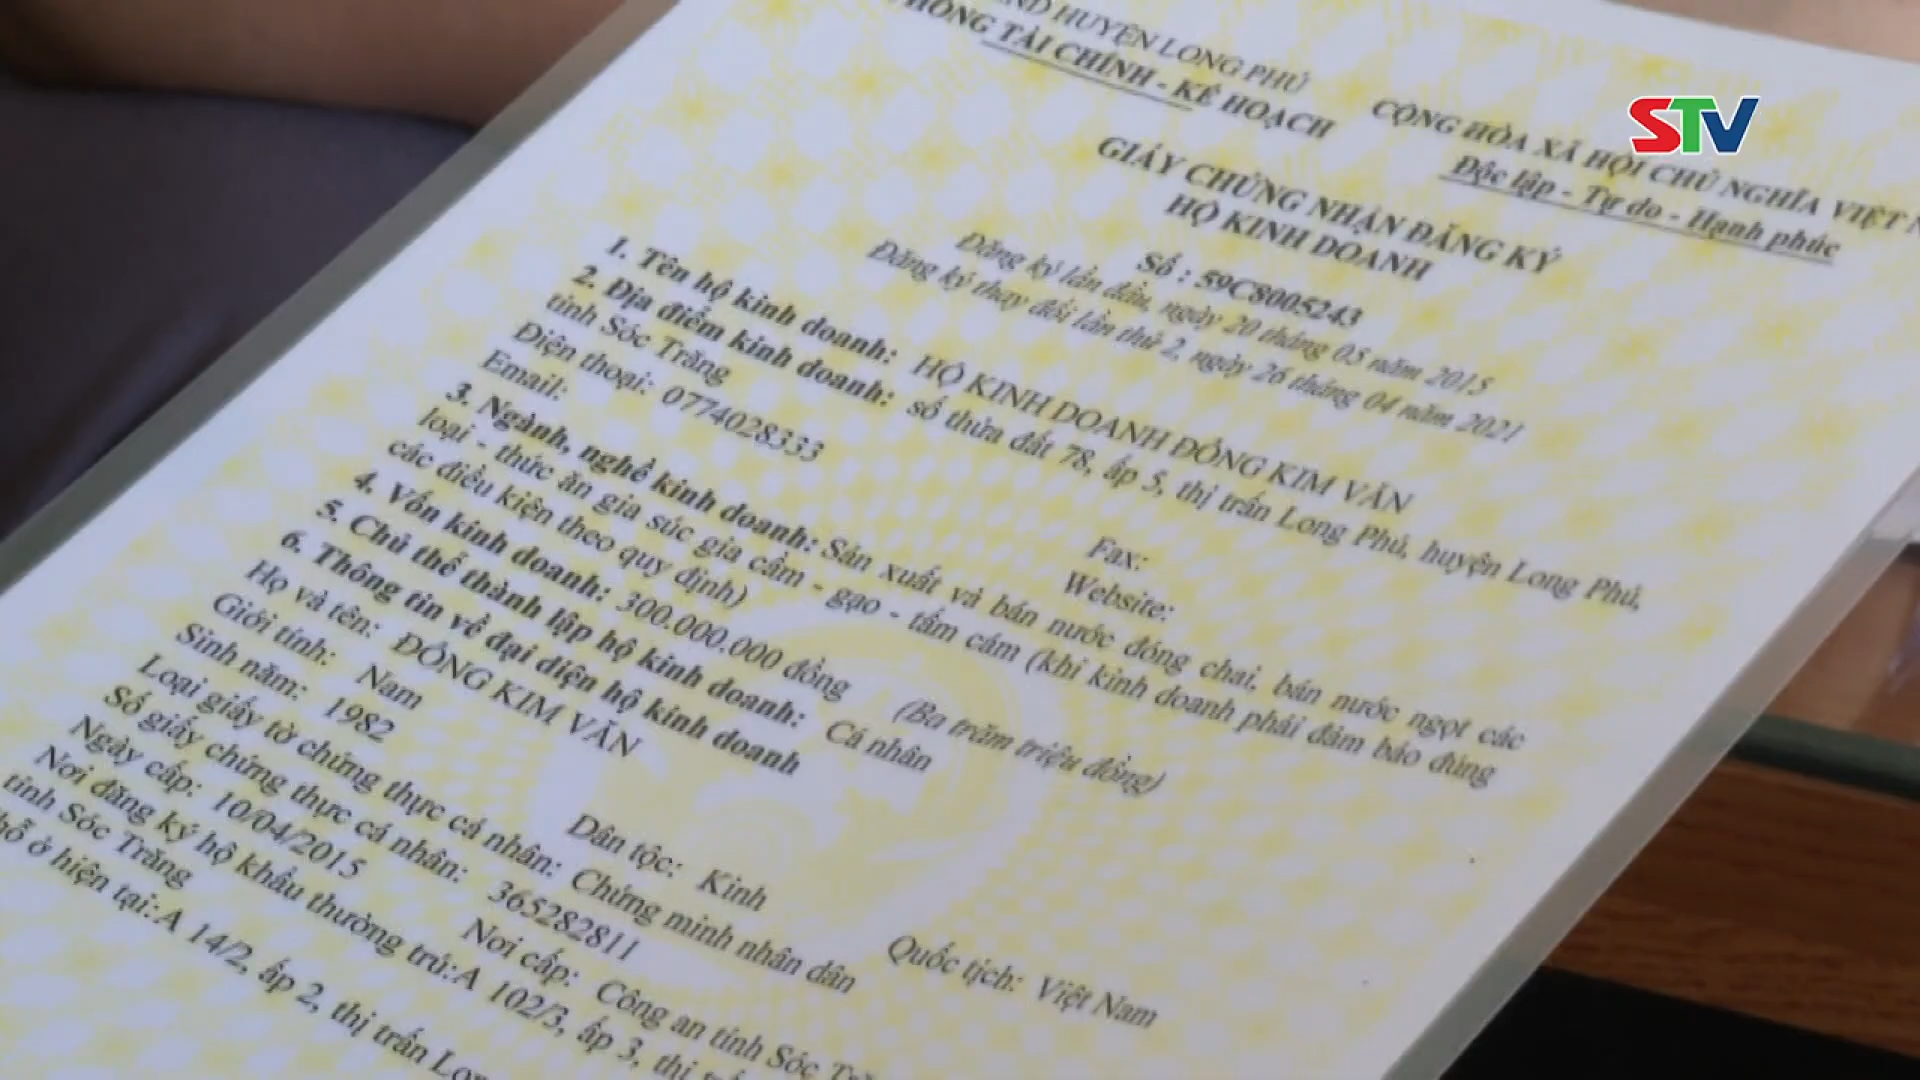 STV
HUYỆN LONG PHÚ
PHÒNG TÀI CHÍNH - KẾ HOẠCH
CỘNG HÒA XÃ HỘI CHỦ NGHĨA VIỆT
Độc lập - Tự do - Hạnh phúc
GIẤY CHỨNG NHẬN ĐĂNG KÝ
HỘ KINH DOANH
Số : 59C8005243
Đăng ký lần đầu, ngày 20 tháng 05 năm 2015
Đăng ký thay đổi lần thứ 2, ngày 26 tháng 04 năm 2021
1. Tên hộ kinh doanh: HỘ KINH DOANH ĐỒNG KIM VĂN
2. Địa điểm kinh doanh: số thửa đất 78, ấp 5, thị trấn Long Phú, huyện Long Phú,
tỉnh Sóc Trăng
Điện thoại: 0774028333 Fax:
Email: Website:
3. Ngành, nghề kinh doanh: Sản xuất và bán nước đóng chai, bán nước ngọt các
loại - thức ăn gia súc gia cầm - gạo - tấm cám (khi kinh doanh phải đảm bảo đúng
các điều kiện theo quy định)
4. Vốn kinh doanh: 300.000.000 đồng (Ba trăm triệu đồng)
5. Chủ thể thành lập hộ kinh doanh: Cá nhân
6. Thông tin về đại diện hộ kinh doanh
Họ và tên: ĐỒNG KIM VĂN
Giới tính: Nam
Sinh năm: 1982 Dân tộc: Kinh Quốc tịch: Việt Nam
Loại giấy tờ chứng thực cá nhân: Chứng minh nhân dân
Số giấy chứng thực cá nhân: 365282811
Ngày cấp: 10/04/2015 Nơi cấp: Công an tỉnh Sóc
Nơi đăng ký hộ khẩu thường trú:A 102/3, ấp 3, thị
tỉnh Sóc Trăng
ở hiện tại:A 14/2, ấp 2, thị trấn